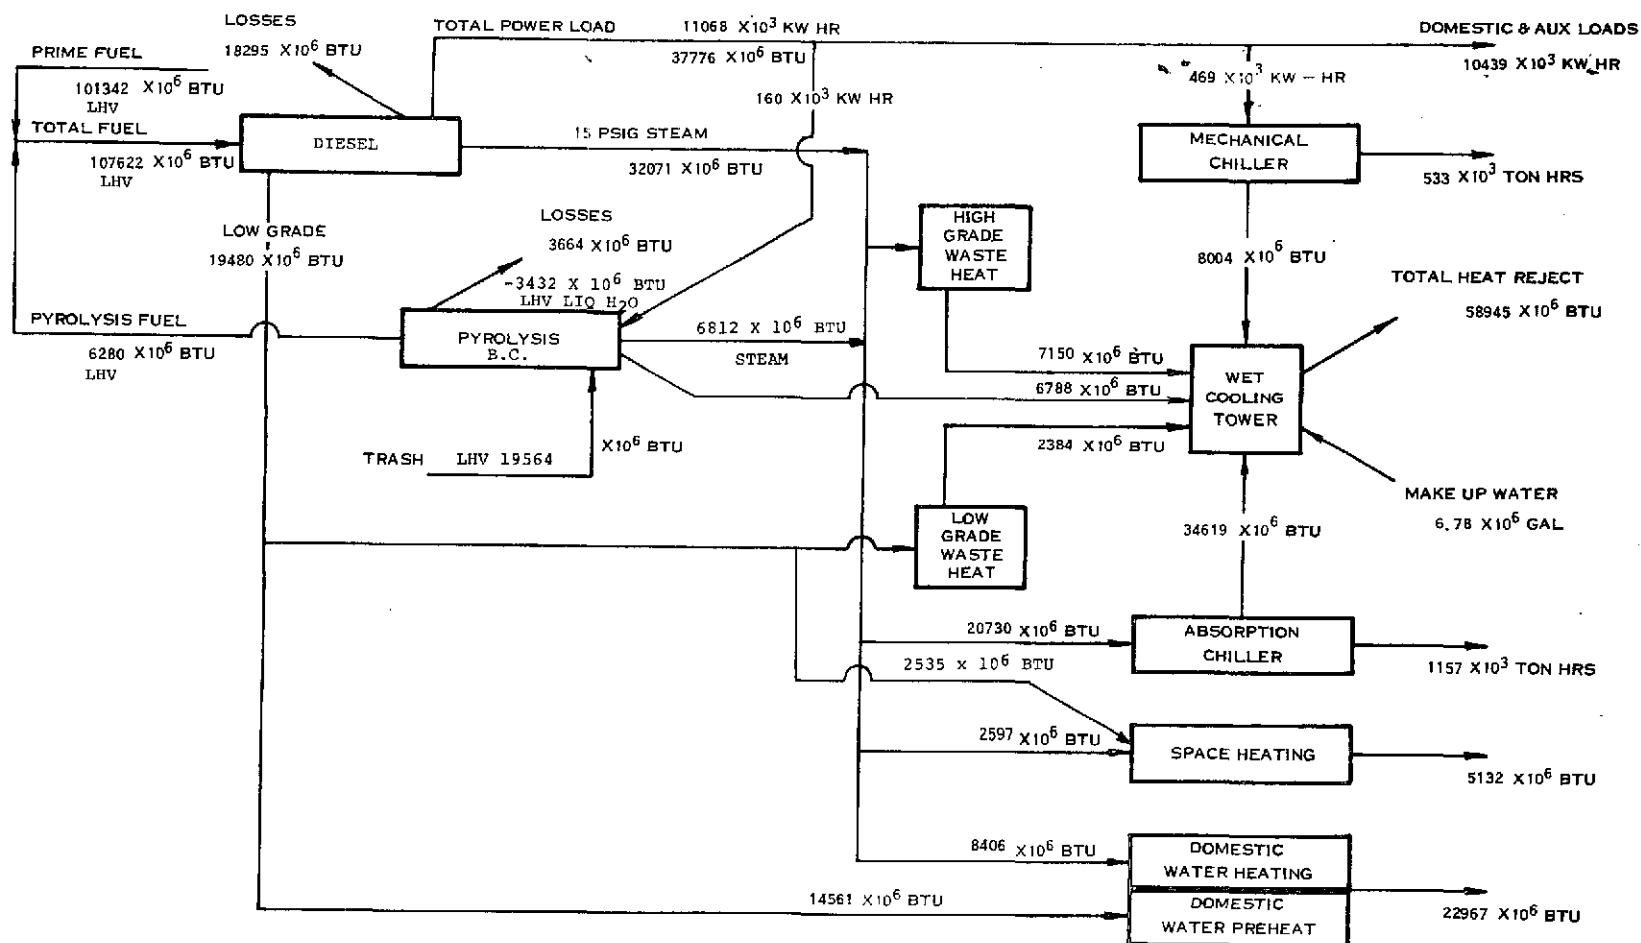 LOSSES
18295 X10⁶ BTU
TOTAL POWER LOAD
11068 X10³ KW HR
37776 X10⁶ BTU
DOMESTIC & AUX LOADS
10439 X10³ KW HR
PRIME FUEL
101342 X10⁶ BTU
LHV
TOTAL FUEL
107622 X10⁶ BTU
LHV
DIESEL
160 X10³ KW HR
469 X10³ KW - HR
15 PSIG STEAM
32071 X10⁶ BTU
MECHANICAL
CHILLER
533 X10³ TON HRS
LOW GRADE
19480 X10⁶ BTU
LOSSES
3664 X10⁶ BTU
-3432 X 10⁶ BTU
LHV LIQ H₂O
HIGH
GRADE
WASTE
HEAT
8004 X10⁶ BTU
TOTAL HEAT REJECT
58945 X10⁶ BTU
PYROLYSIS FUEL
6280 X10⁶ BTU
LHV
PYROLYSIS
B.C.
6812 X 10⁶ BTU
STEAM
7150 X10⁶ BTU
6788 X10⁶ BTU
2384 X10⁶ BTU
WET
COOLING
TOWER
TRASH LHV 19564
X10⁶ BTU
MAKE UP WATER
6.78 X10⁶ GAL
LOW
GRADE
WASTE
HEAT
34619 X10⁶ BTU
20730 X10⁶ BTU
ABSORPTION
CHILLER
1157 X10³ TON HRS
2535 x 10⁶ BTU
2597 X10⁶ BTU
SPACE HEATING
5132 X10⁶ BTU
8406 X10⁶ BTU
DOMESTIC
WATER HEATING
14561 X10⁶ BTU
DOMESTIC
WATER PREHEAT
22967 X10⁶ BTU